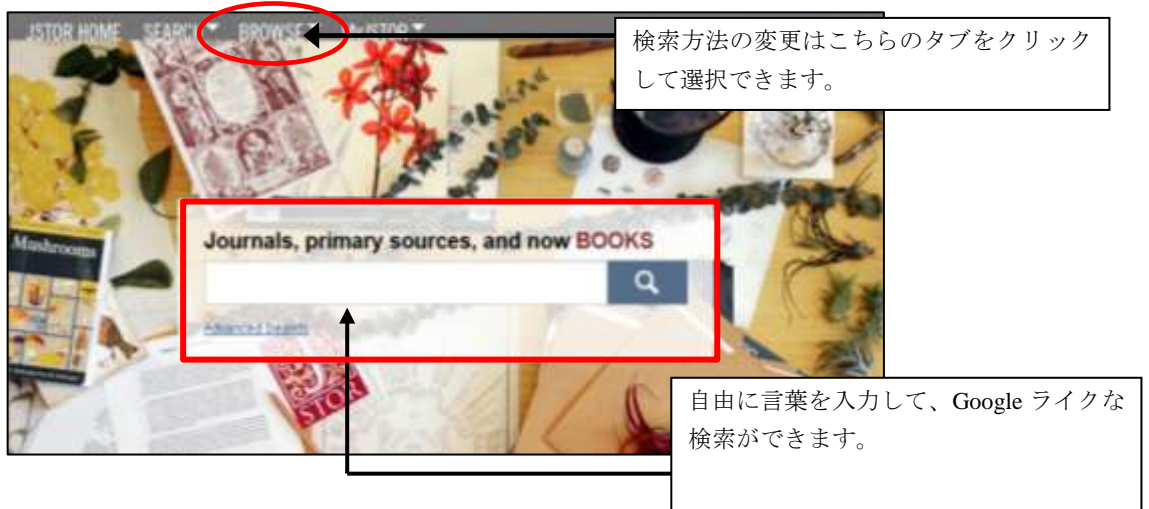 JSTOR HOME SEARCH BROWSE MyJSTOR
検索方法の変更はこちらのタブをクリック
して選択できます。
Mushrooms
Journals, primary sources, and now BOOKS
Advanced Search
JSTOR
自由に言葉を入力して、Google ライクな
検索ができます。